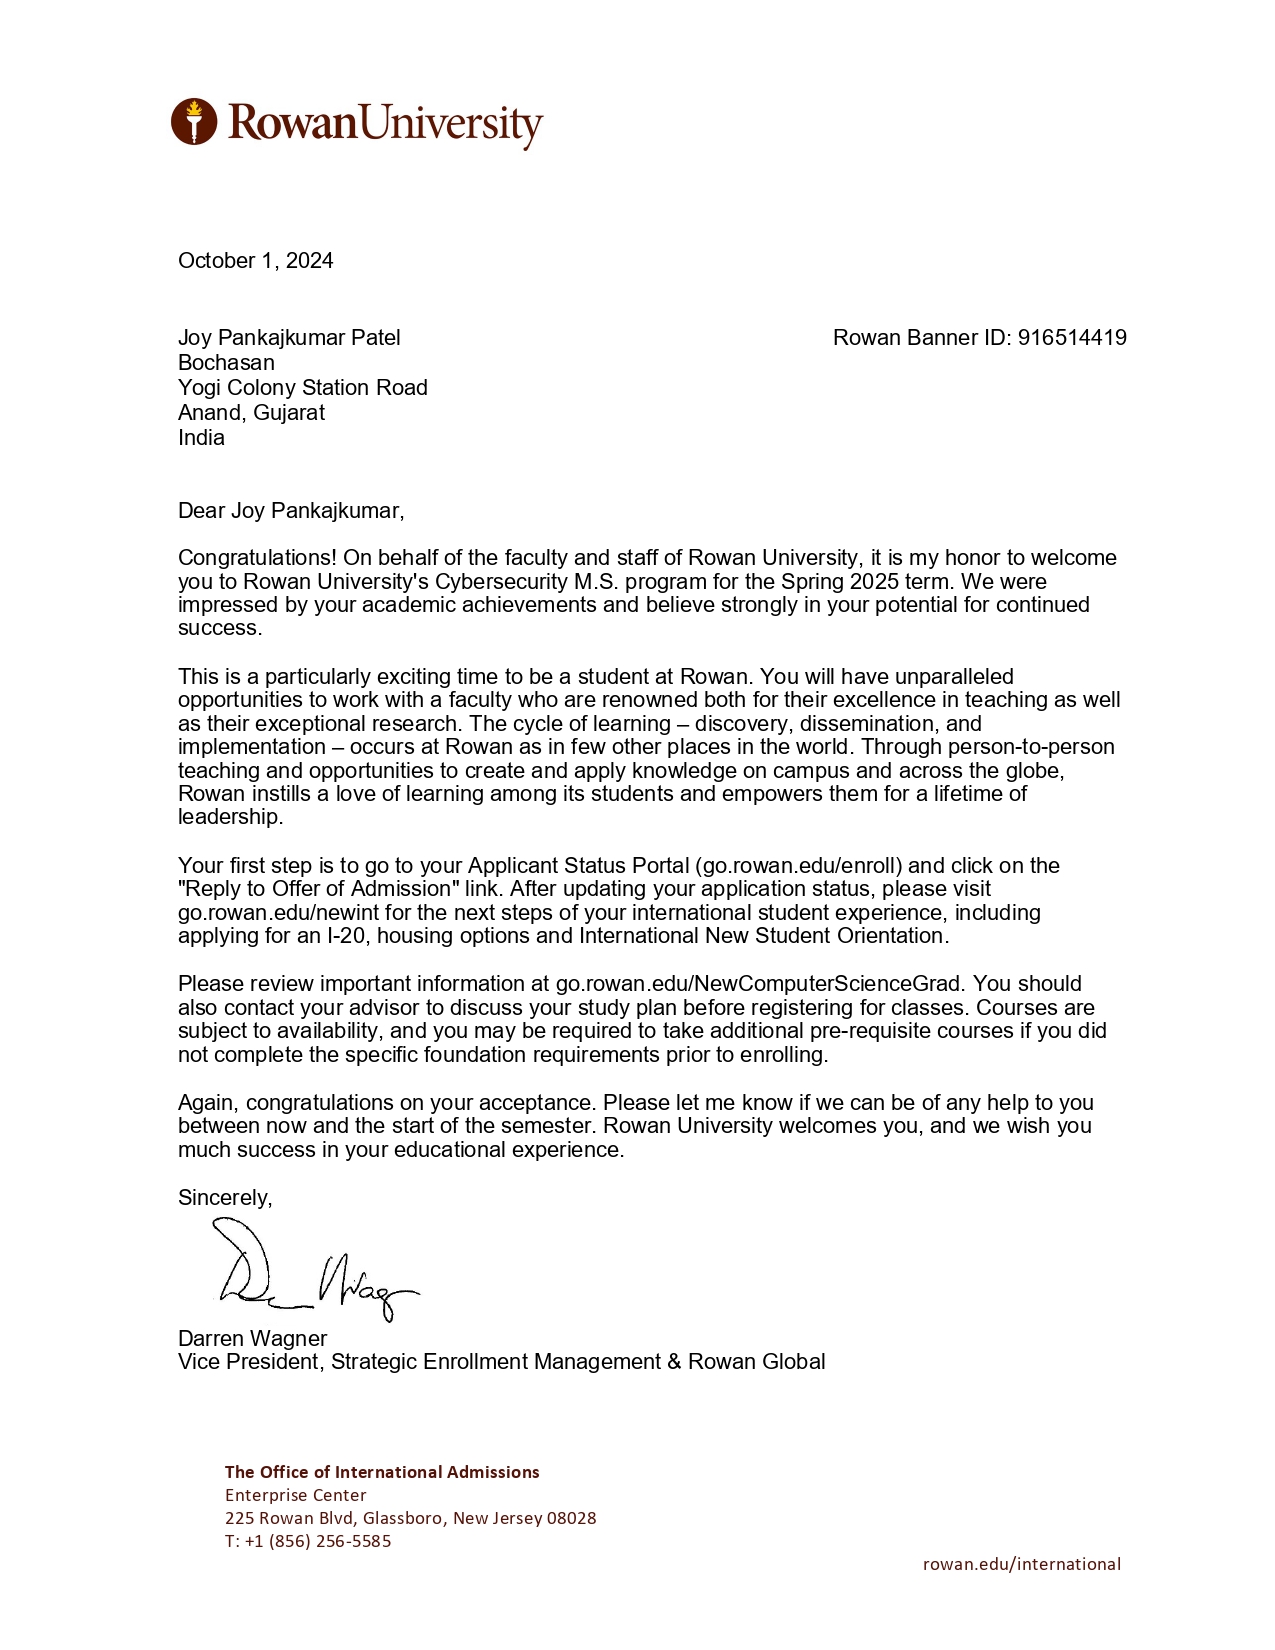 RowanUniversity
October 1, 2024
Joy Pankajkumar Patel
Rowan Banner ID: 916514419
Bochasan
Yogi Colony Station Road
Anand, Gujarat
India
Dear Joy Pankajkumar,
Congratulations! On behalf of the faculty and staff of Rowan University, it is my honor to welcome
you to Rowan University's Cybersecurity M.S. program for the Spring 2025 term. We were
impressed by your academic achievements and believe strongly in your potential for continued
success.
This is a particularly exciting time to be a student at Rowan. You will have unparalleled
opportunities to work with a faculty who are renowned both for their excellence in teaching as well
as their exceptional research. The cycle of learning – discovery, dissemination, and
implementation – occurs at Rowan as in few other places in the world. Through person-to-person
teaching and opportunities to create and apply knowledge on campus and across the globe,
Rowan instills a love of learning among its students and empowers them for a lifetime of
leadership.
Your first step is to go to your Applicant Status Portal (go.rowan.edu/enroll) and click on the
"Reply to Offer of Admission" link. After updating your application status, please visit
go.rowan.edu/newint for the next steps of your international student experience, including
applying for an I-20, housing options and International New Student Orientation.
Please review important information at go.rowan.edu/NewComputerScienceGrad. You should
also contact your advisor to discuss your study plan before registering for classes. Courses are
subject to availability, and you may be required to take additional pre-requisite courses if you did
not complete the specific foundation requirements prior to enrolling.
Again, congratulations on your acceptance. Please let me know if we can be of any help to you
between now and the start of the semester. Rowan University welcomes you, and we wish you
much success in your educational experience.
Sincerely,
Darren Wagner
Vice President, Strategic Enrollment Management & Rowan Global
The Office of International Admissions
Enterprise Center
225 Rowan Blvd, Glassboro, New Jersey 08028
T: +1 (856) 256-5585
rowan.edu/international